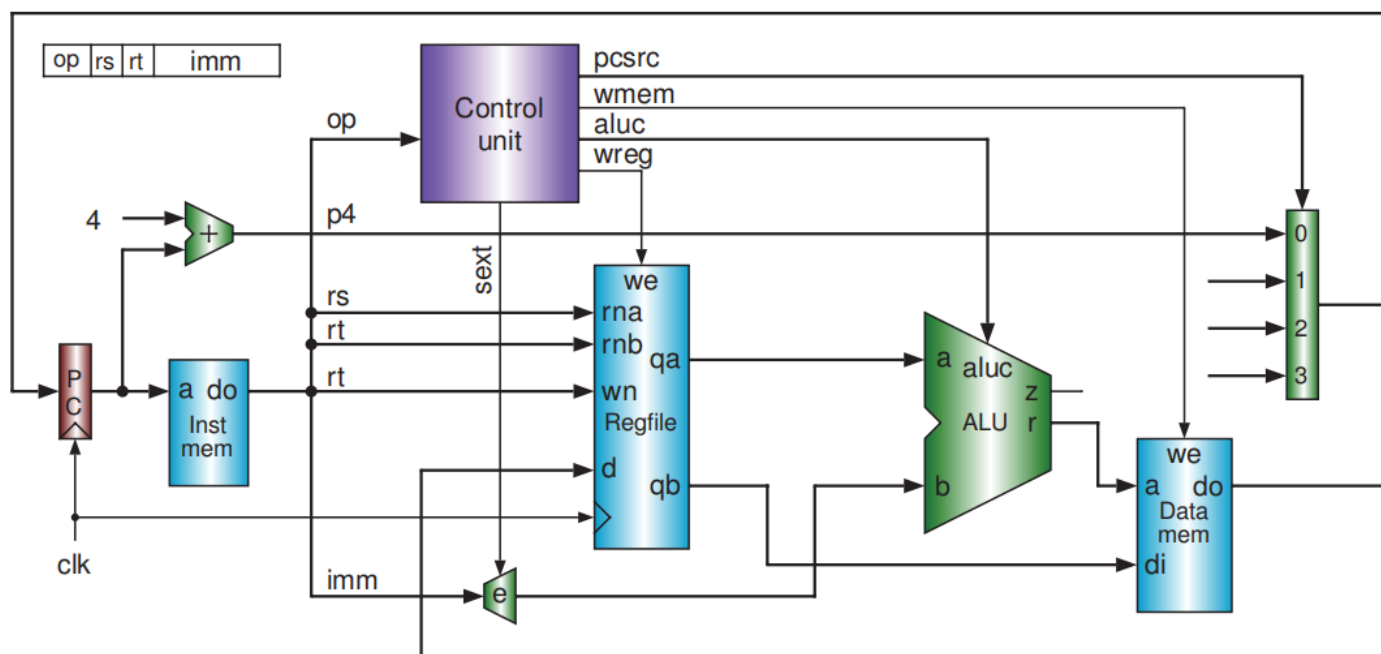 op rs rt imm
Control
unit
pcsrc
wmem
aluc
wreg
op
4
+
p4
sext
0
1
2
3
rs
rt
rt
we
rna
rnb
wn
d
qa
qb
Regfile
P
C
a do
Inst
mem
clk
imm
e
a
b
aluc
ALU
z
r
we
a do
Data
mem
di